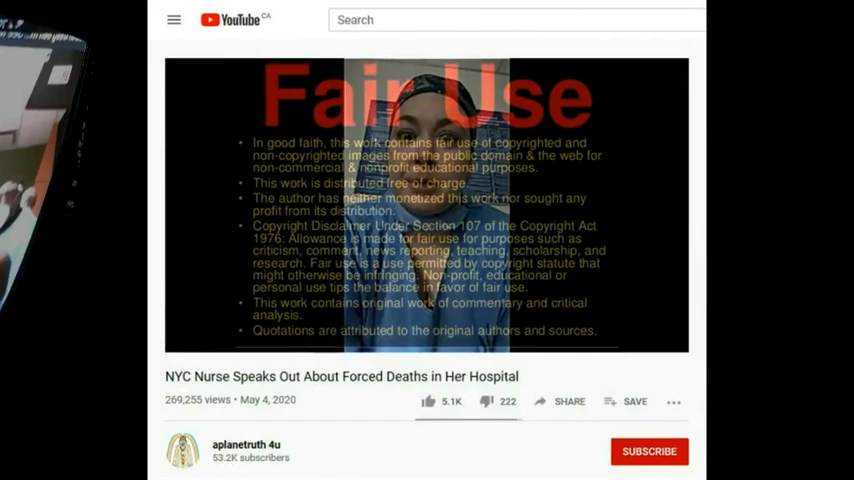 YouTube CA
Search
Fair Use
• In good faith, this work contains fair use of copyrighted and
non-copyrighted images from the public domain & the web for
non-commercial & nonprofit educational purposes.
• This work is distributed free of charge.
• The author has neither monetized this work nor sought any
profit from its distribution.
• Copyright Disclaimer Under Section 107 of the Copyright Act
1976: Allowance is made for fair use for purposes such as
criticism, comment, news reporting, teaching, scholarship, and
research. Fair use is a use permitted by copyright statute that
might otherwise be infringing. Non-profit, educational or
personal use tips the balance in favor of fair use.
• This work contains original work of commentary and critical
analysis.
• Quotations are attributed to the original authors and sources.
NYC Nurse Speaks Out About Forced Deaths in Her Hospital
269,255 views • May 4, 2020
5.1K
222
SHARE
SAVE
aplanetruth 4u
53.2K subscribers
SUBSCRIBE